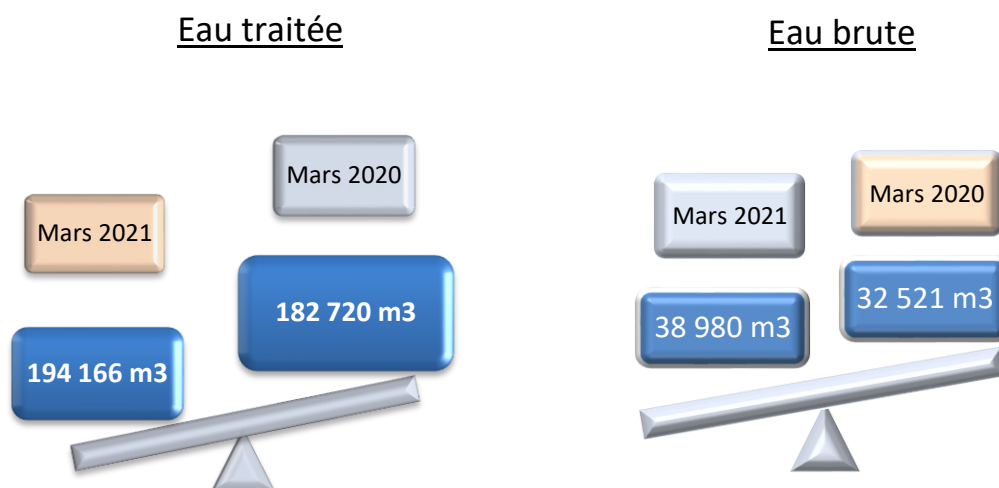 Eau traitée
Mars 2020
Mars 2021
182 720 m3
194 166 m3
Eau brute
Mars 2020
Mars 2021
32 521 m3
38 980 m3